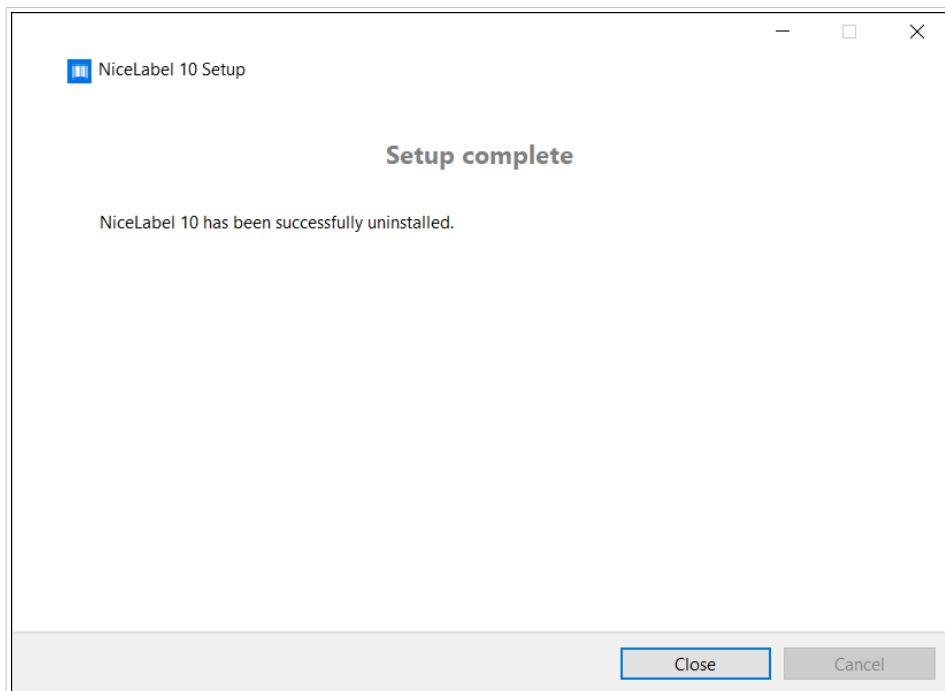 NiceLabel 10 Setup
Setup complete
NiceLabel 10 has been successfully uninstalled.
Close
Cancel